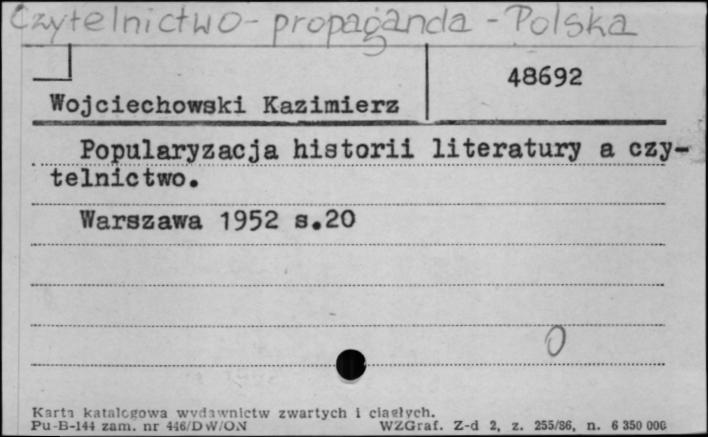 Czytelnictwo - propaganda - Polska
48692
Wojciechowski Kazimierz
Popularyzacja historii literatury a czy-
telnictwo.
Warszawa 1952 s.20
0
Karta katalogowa wydawnictw zwartych i ciągłych.
Pu-B-144 zam. nr 446/DW/ON WZGraf. Z-d 2, z. 255/86, n. 6 350 000